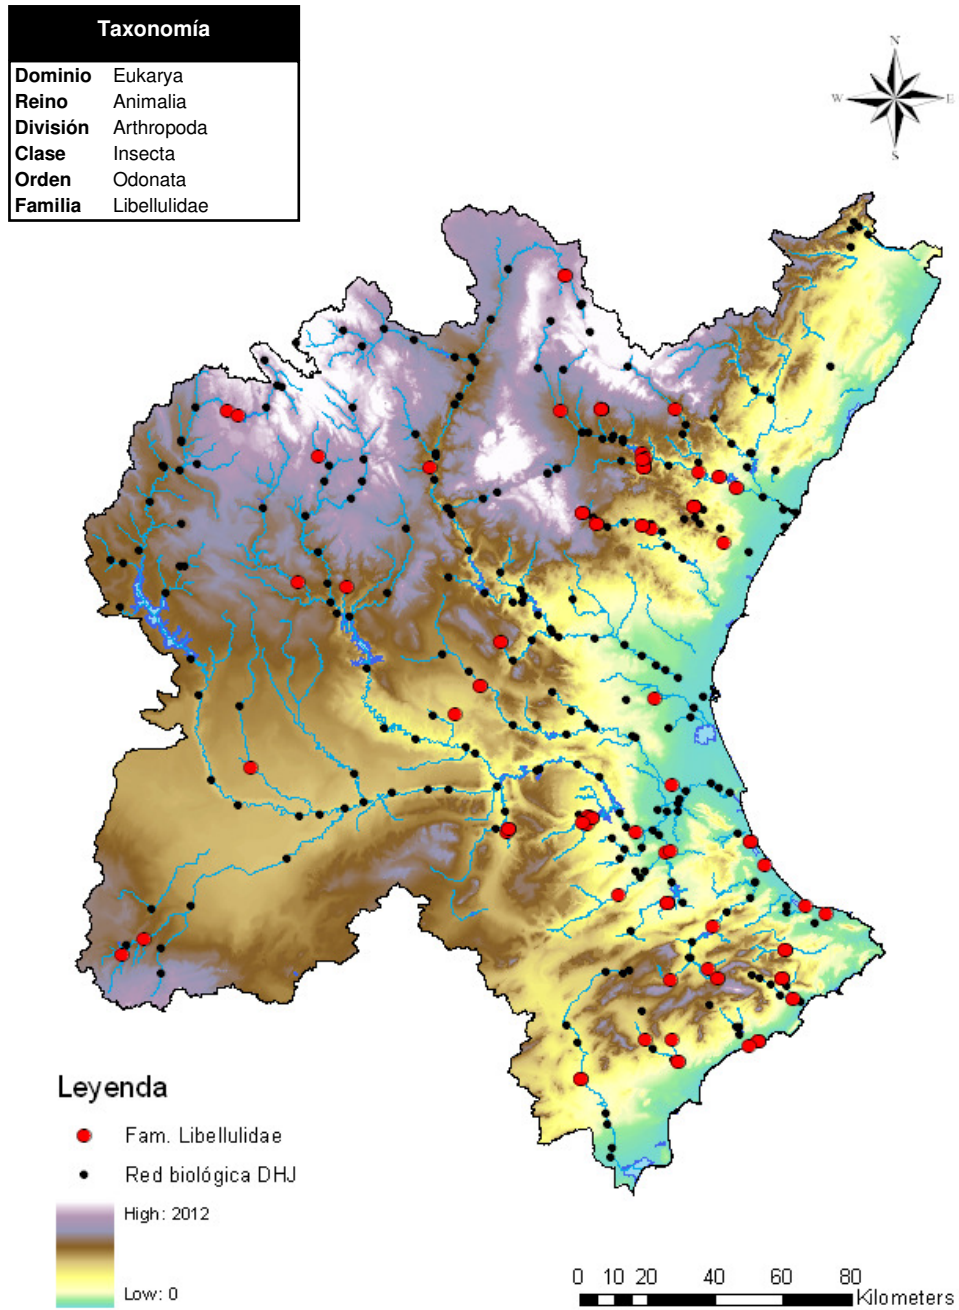 Taxonomía
Dominio Eukarya
Reino Animalia
División Arthropoda
Clase Insecta
Orden Odonata
Familia Libellulidae
N
W E
S
Leyenda
Fam. Libellulidae
Red biológica DHJ
High: 2012
Low: 0
0 10 20 40 60 80
Kilometers